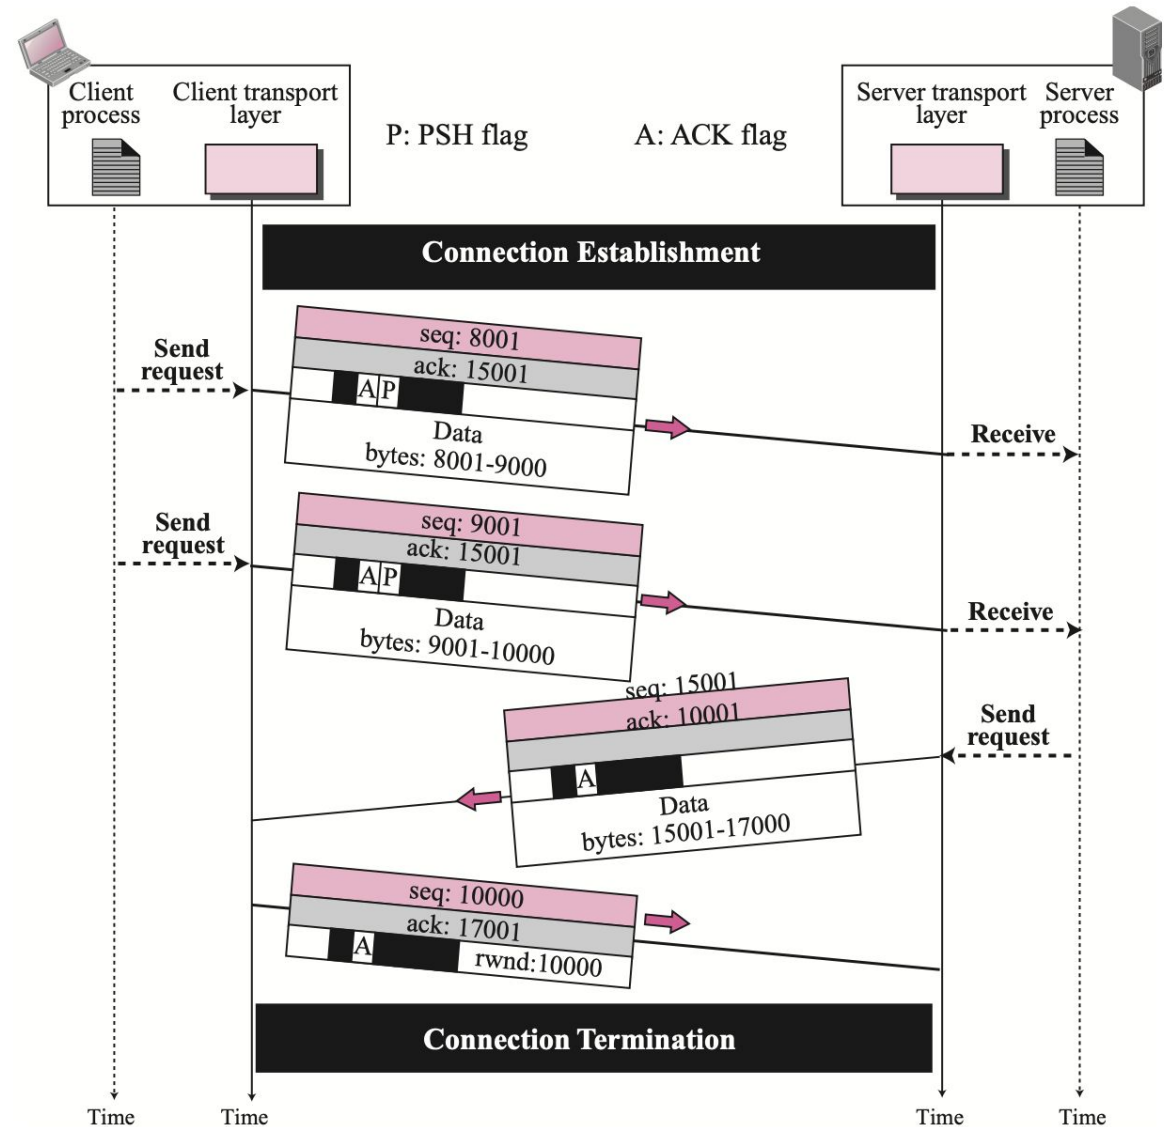 Client process
Client transport layer
P: PSH flag
A: ACK flag
Server transport layer
Server process
Connection Establishment
Send request
seq: 8001
ack: 15001
A P
Data
bytes: 8001-9000
Receive
Send request
seq: 9001
ack: 15001
A P
Data
bytes: 9001-10000
Receive
seq: 15001
ack: 10001
A
Data
bytes: 15001-17000
Send request
seq: 10000
ack: 17001
A
rwnd:10000
Connection Termination
Time
Time
Time
Time